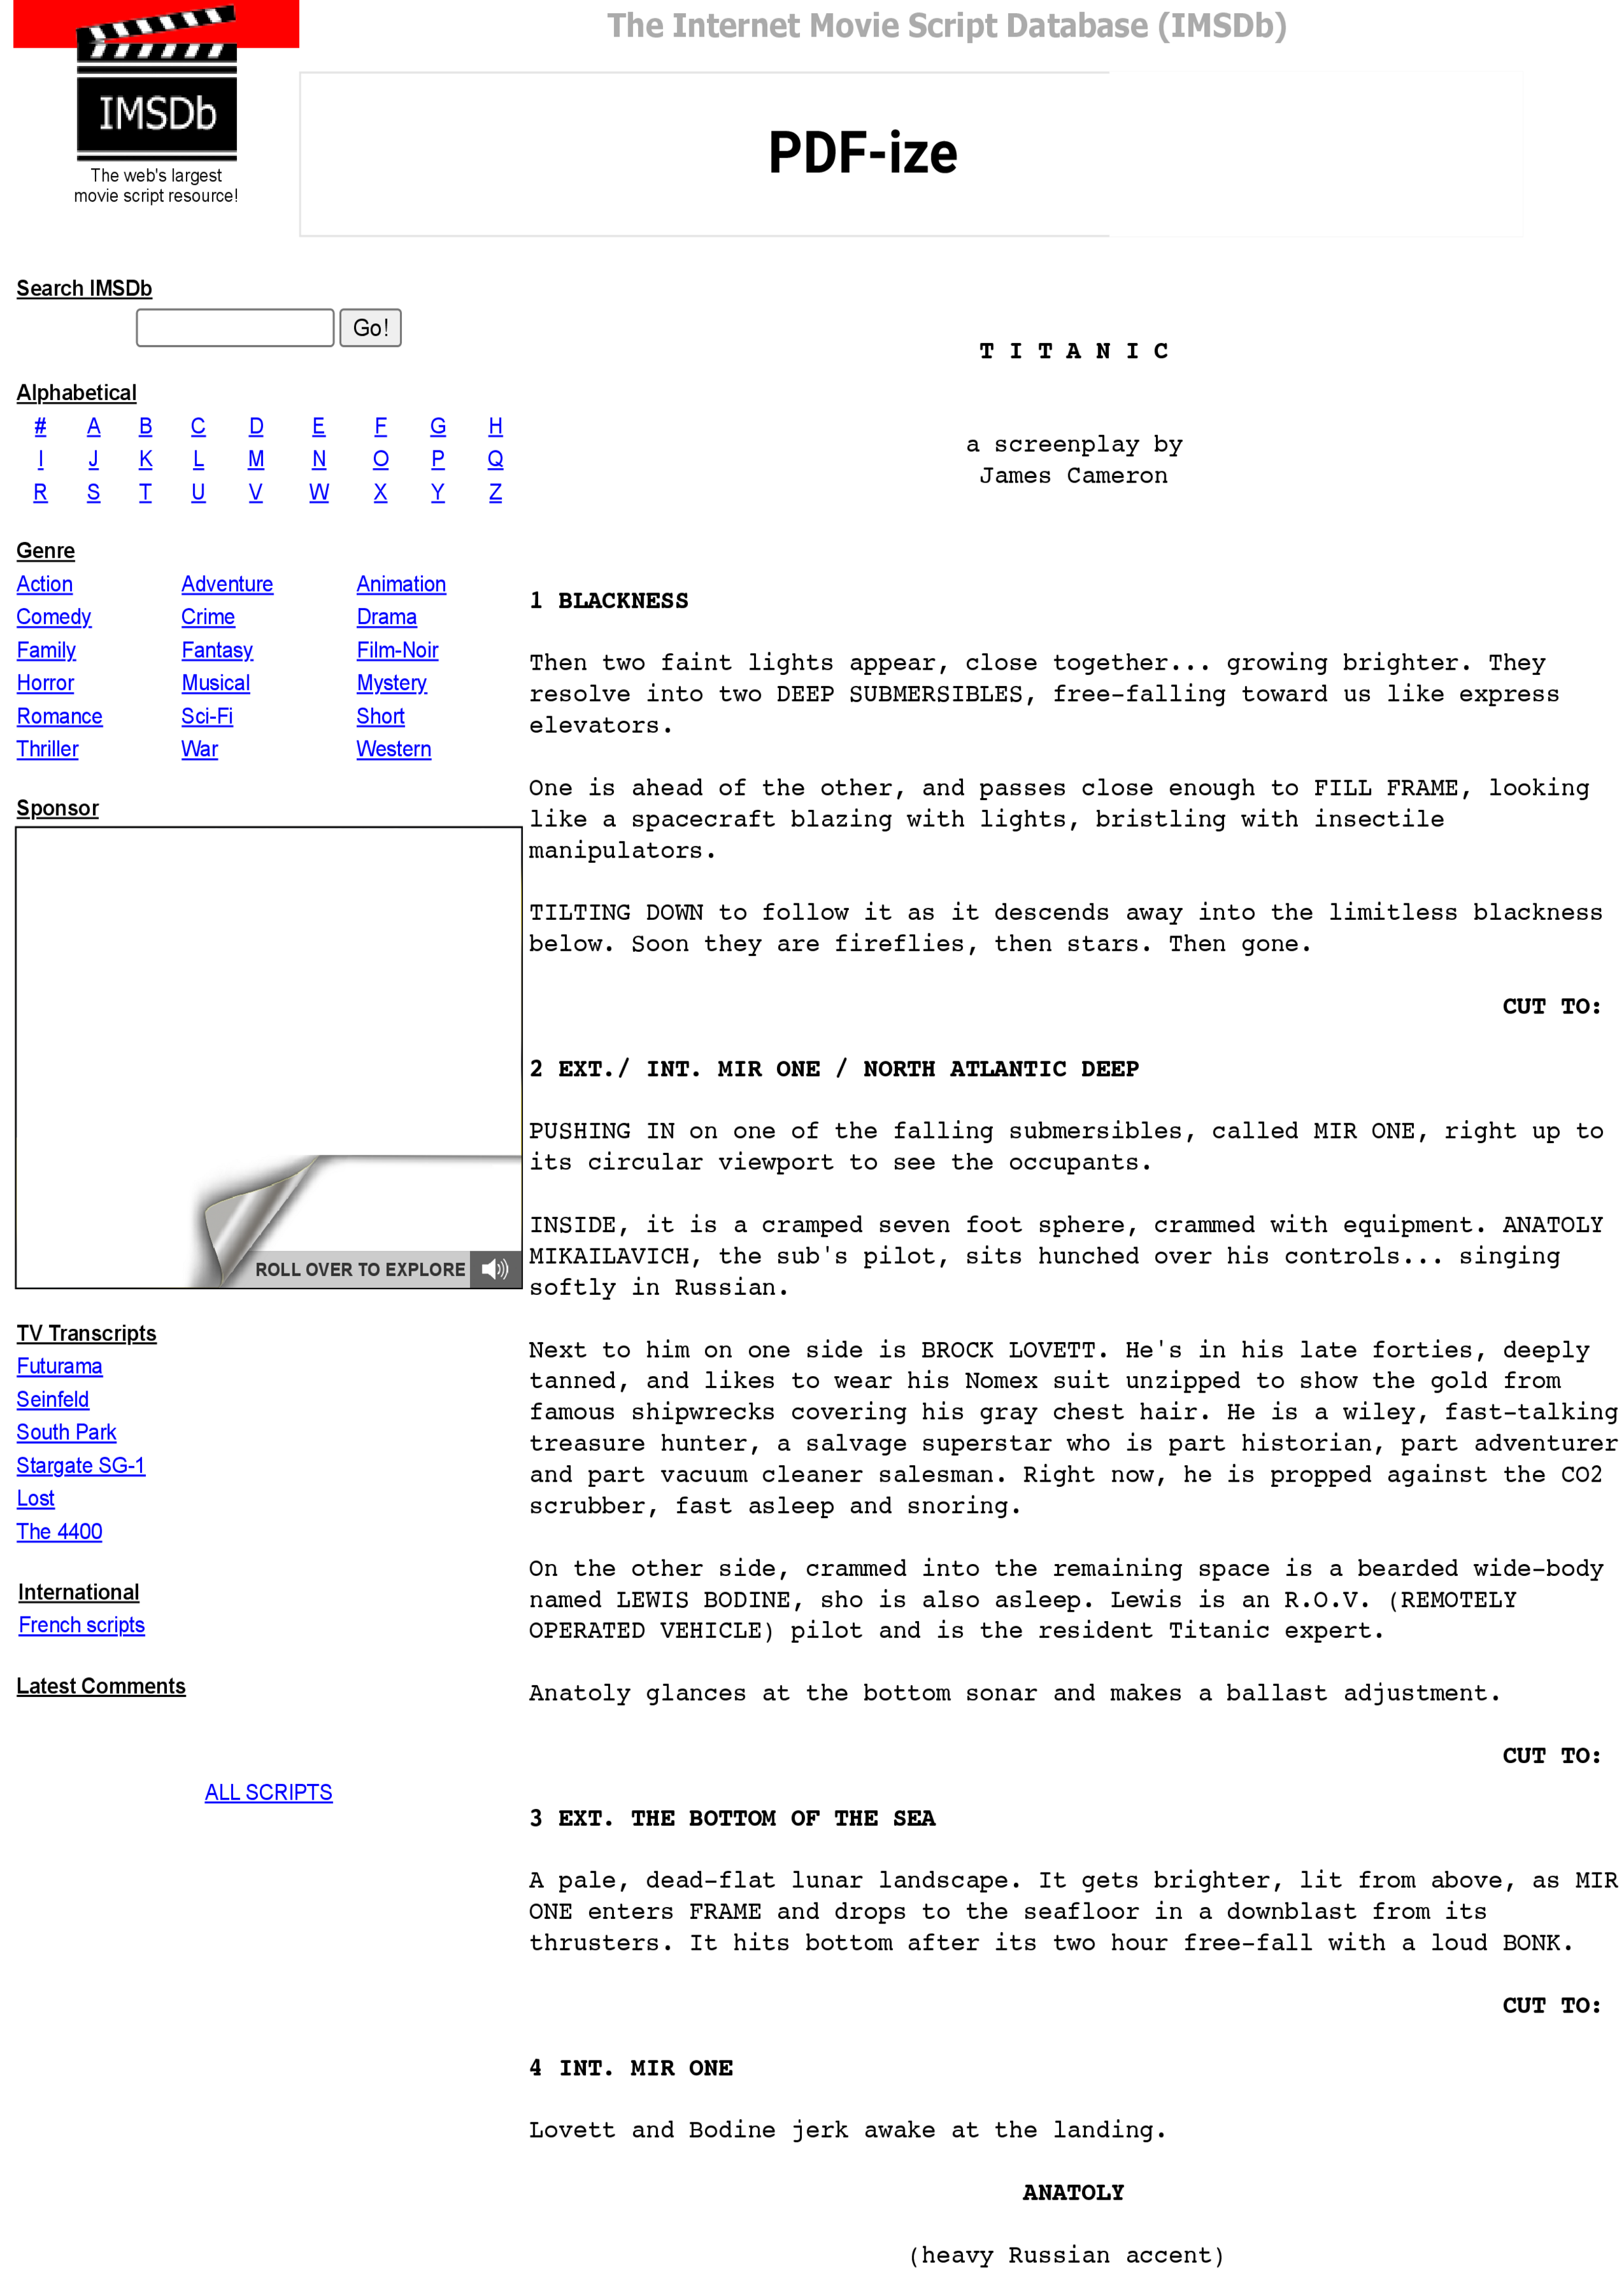 The Internet Movie Script Database (IMSDb)
IMSDb
The web's largest
movie script resource!
PDF-ize
Search IMSDb
Go!
Alphabetical
# A B C D E F G H
I J K L M N O P Q
R S T U V W X Y Z
Genre
Action Adventure Animation
Comedy Crime Drama
Family Fantasy Film-Noir
Horror Musical Mystery
Romance Sci-Fi Short
Thriller War Western
Sponsor
ROLL OVER TO EXPLORE
TV Transcripts
Futurama
Seinfeld
South Park
Stargate SG-1
Lost
The 4400
International
French scripts
Latest Comments
ALL SCRIPTS
T I T A N I C
a screenplay by
James Cameron
1 BLACKNESS
Then two faint lights appear, close together... growing brighter. They
resolve into two DEEP SUBMERSIBLES, free-falling toward us like express
elevators.
One is ahead of the other, and passes close enough to FILL FRAME, looking
like a spacecraft blazing with lights, bristling with insectile
manipulators.
TILTING DOWN to follow it as it descends away into the limitless blackness
below. Soon they are fireflies, then stars. Then gone.
CUT TO:
2 EXT./ INT. MIR ONE / NORTH ATLANTIC DEEP
PUSHING IN on one of the falling submersibles, called MIR ONE, right up to
its circular viewport to see the occupants.
INSIDE, it is a cramped seven foot sphere, crammed with equipment. ANATOLY
MIKAILAVICH, the sub's pilot, sits hunched over his controls... singing
softly in Russian.
Next to him on one side is BROCK LOVETT. He's in his late forties, deeply
tanned, and likes to wear his Nomex suit unzipped to show the gold from
famous shipwrecks covering his gray chest hair. He is a wiley, fast-talking
treasure hunter, a salvage superstar who is part historian, part adventurer
and part vacuum cleaner salesman. Right now, he is propped against the CO2
scrubber, fast asleep and snoring.
On the other side, crammed into the remaining space is a bearded wide-body
named LEWIS BODINE, sho is also asleep. Lewis is an R.O.V. (REMOTELY
OPERATED VEHICLE) pilot and is the resident Titanic expert.
Anatoly glances at the bottom sonar and makes a ballast adjustment.
CUT TO:
3 EXT. THE BOTTOM OF THE SEA
A pale, dead-flat lunar landscape. It gets brighter, lit from above, as MIR
ONE enters FRAME and drops to the seafloor in a downblast from its
thrusters. It hits bottom after its two hour free-fall with a loud BONK.
CUT TO:
4 INT. MIR ONE
Lovett and Bodine jerk awake at the landing.
ANATOLY
(heavy Russian accent)